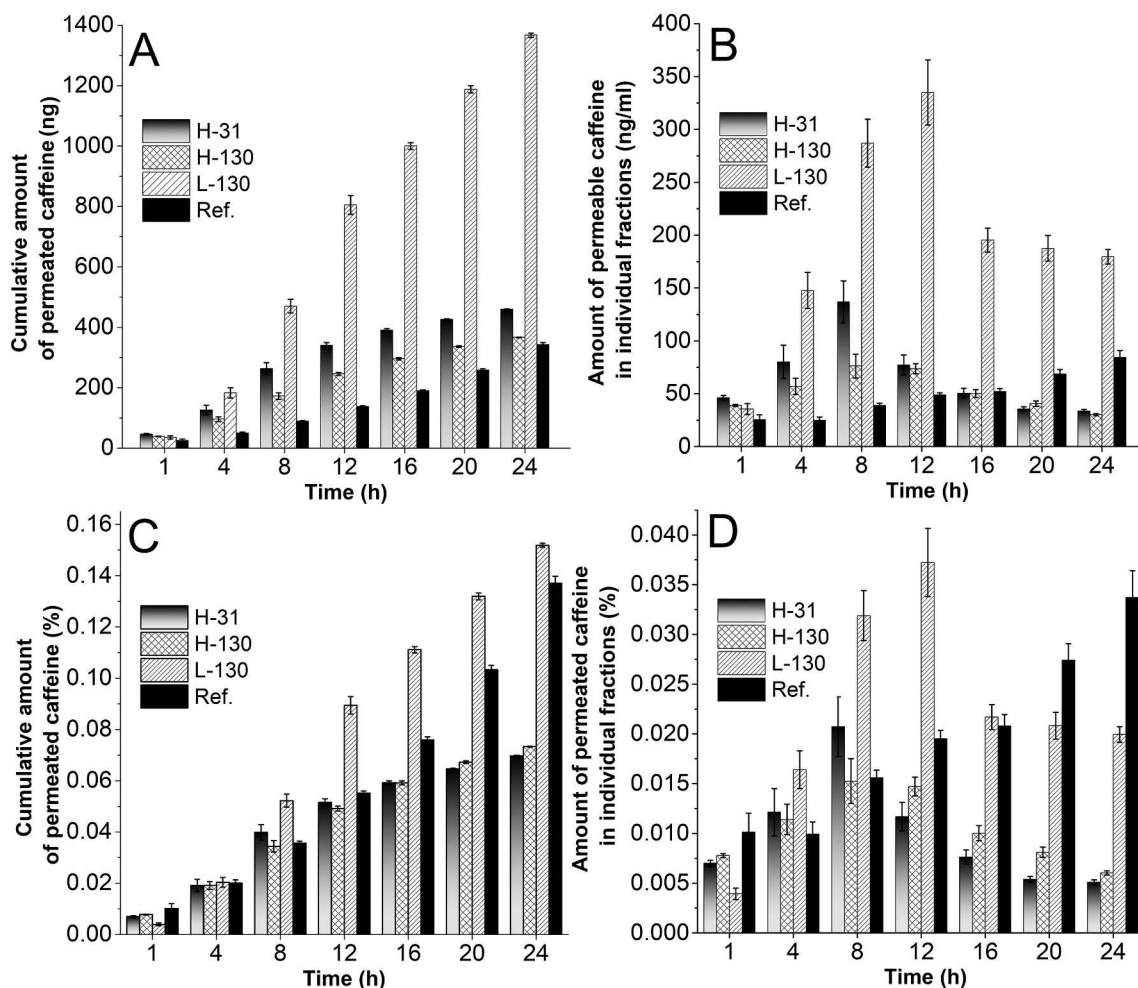 A
Cumulative amount
of permeated caffeine (ng)
1400
1200
1000
800
600
400
200
0
H-31
H-130
L-130
Ref.
1 4 8 12 16 20 24
Time (h)
B
Amount of permeable caffeine
in individual fractions (ng/ml)
400
350
300
250
200
150
100
50
0
H-31
H-130
L-130
Ref.
1 4 8 12 16 20 24
Time (h)
C
Cumulative amount
of permeated caffeine (%)
0.16
0.14
0.12
0.10
0.08
0.06
0.04
0.02
0.00
H-31
H-130
L-130
Ref.
1 4 8 12 16 20 24
Time (h)
D
Amount of permeated caffeine
in individual fractions (%)
0.040
0.035
0.030
0.025
0.020
0.015
0.010
0.005
0.000
H-31
H-130
L-130
Ref.
1 4 8 12 16 20 24
Time (h)